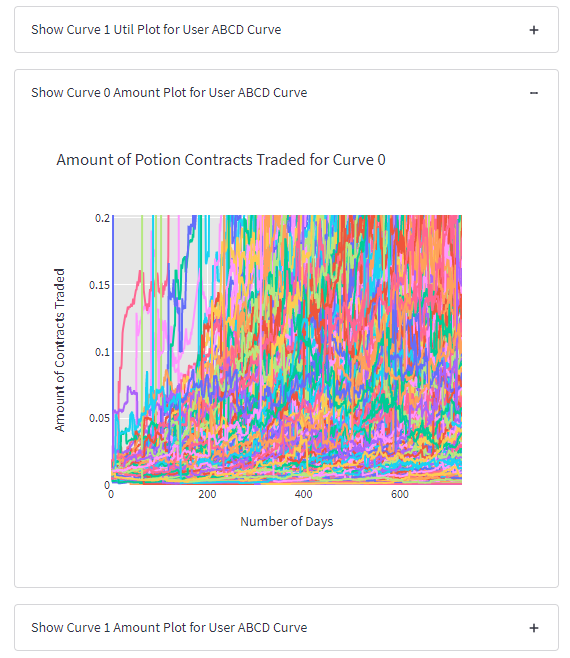 Show Curve 1 Util Plot for User ABCD Curve +
Show Curve 0 Amount Plot for User ABCD Curve −
Amount of Potion Contracts Traded for Curve 0
Amount of Contracts Traded
0.2
0.15
0.1
0.05
0
0 200 400 600
Number of Days
Show Curve 1 Amount Plot for User ABCD Curve +